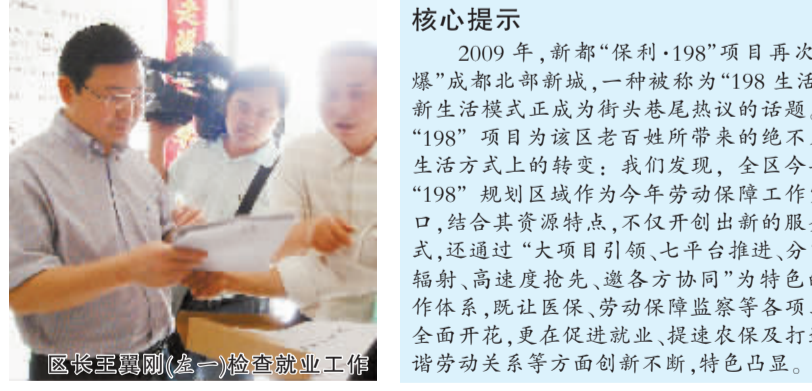 区长王翼刚(左一)检查就业工作
核心提示
2009 年,新都“保利·198”项目再次
爆”成都北部新城,一种被称为“198 生活
新生活模式正成为街头巷尾热议的话题。
“198” 项目为该区老百姓所带来的绝不
生活方式上的转变: 我们发现, 全区今
“198” 规划区域作为今年劳动保障工作
口,结合其资源特点,不仅开创出新的服
式,还通过 “大项目引领、七平台推进、分
辐射、高速度抢先、邀各方协同”为特色
作体系,既让医保、劳动保障监察等各项
全面开花,更在促进就业、提速农保及打
谐劳动关系等方面创新不断,特色凸显。